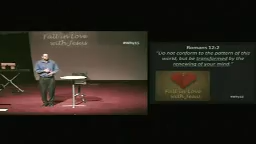 Fall in Love
with Jesus
Romans 12:2
"Do not conform to the pattern of this
world, but be transformed by the
renewing of your mind."
Fall in Love
with Jesus